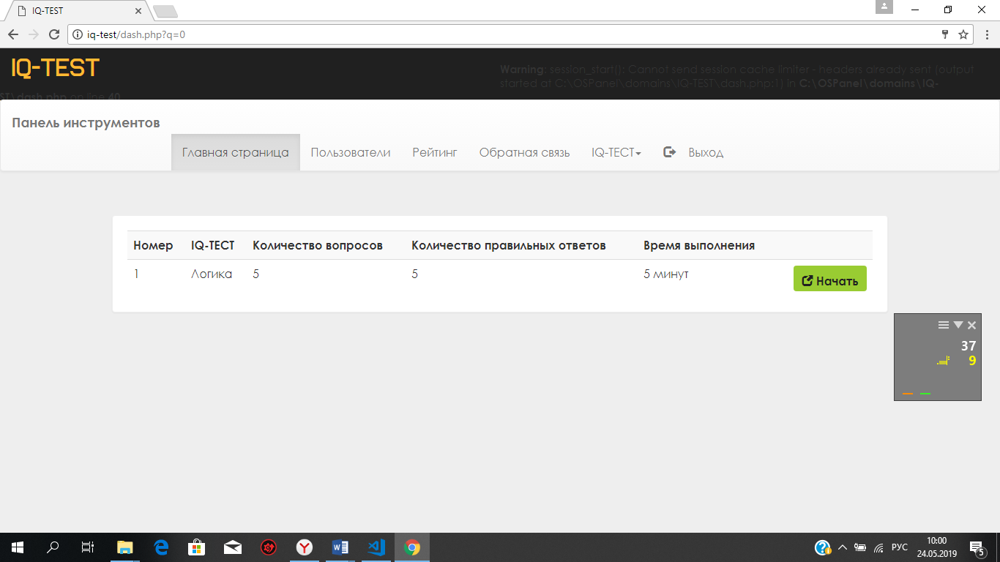 IQ-TEST
iq-test/dash.php?q=0
IQ-TEST
Warning: session_start(): Cannot send session cache limiter - headers already sent (output
started at C:\OSPanel\domains\IQ-TEST\dash.php:1) in C:\OSPanel\domains\IQ-
ST\dash.php on line 40
Панель инструментов
Главная страница Пользователи Рейтинг Обратная связь IQ-ТЕСТ Выход
Номер IQ-ТЕСТ Количество вопросов Количество правильных ответов Время выполнения
1 Логика 5 5 5 минут Начать
37
9
10:00
РУС
24.05.2019
5